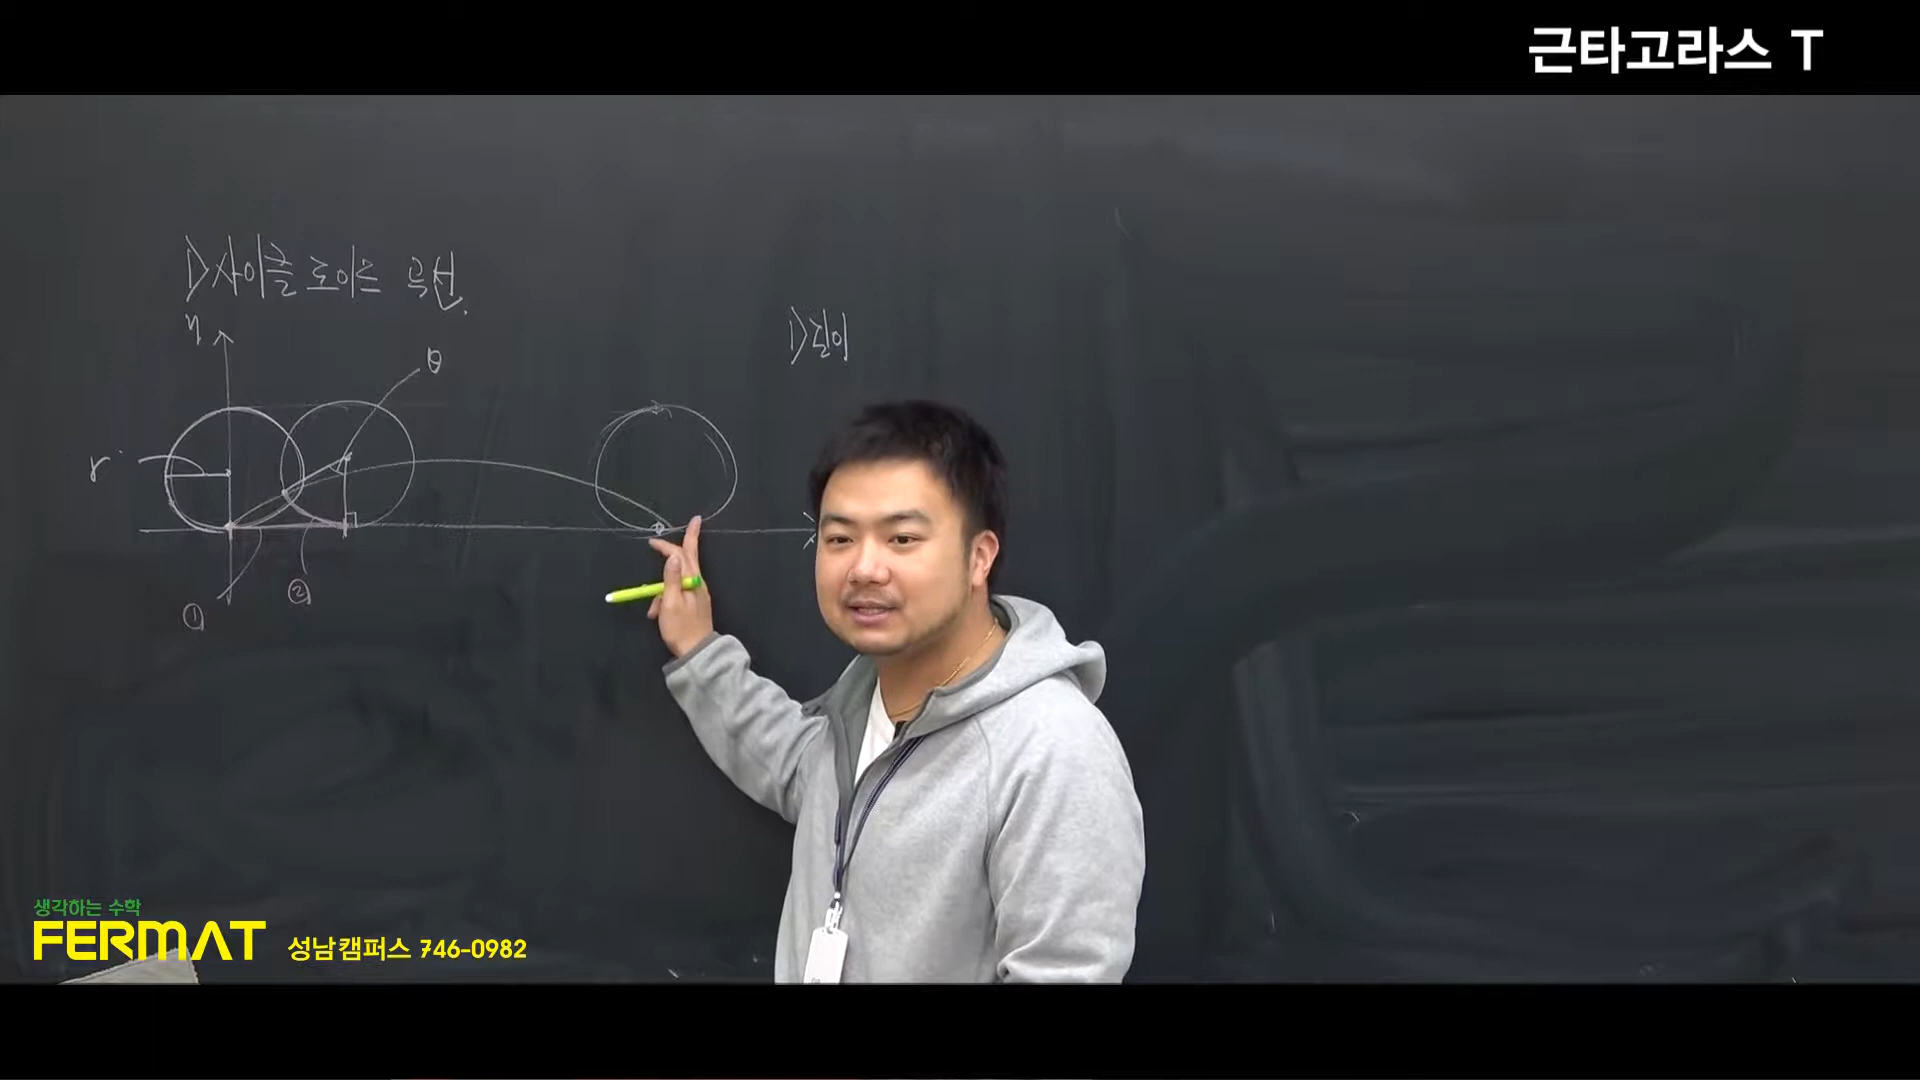 근타고라스 T
1) 사이클로이드 곡선.
y
θ
1) 길이
r
① ②
생각하는 수학
FERMAT 성남캠퍼스 746-0982